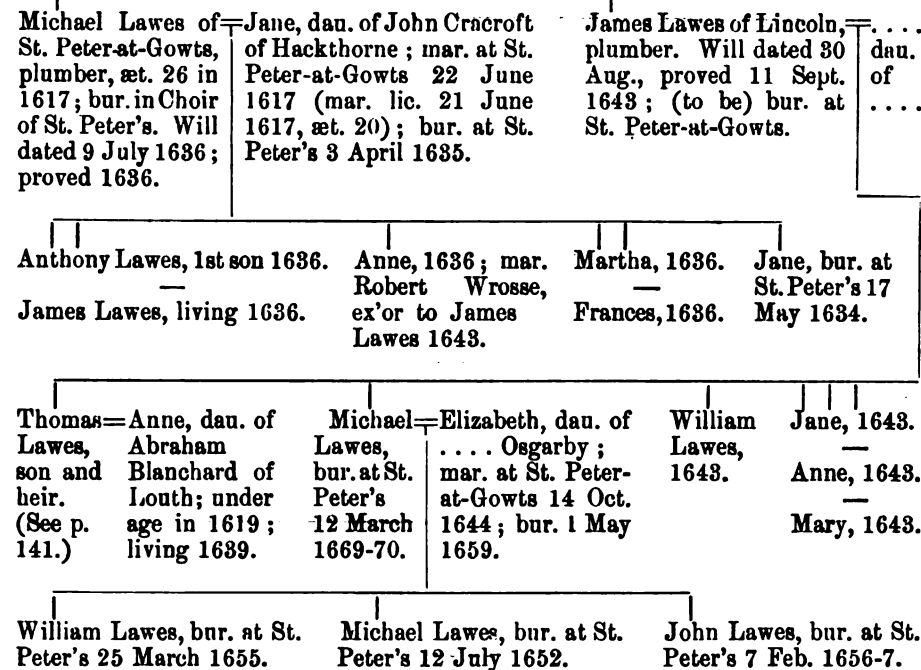 Michael Lawes of
St. Peter-at-Gowts,
plumber, æt. 26 in
1617; bur. in Choir
of St. Peter's. Will
dated 9 July 1636;
proved 1636.
Jane, dau. of John Cracroft
of Hackthorne; mar. at St.
Peter-at-Gowts 22 June
1617 (mar. lic. 21 June
1617, æt. 20); bur. at St.
Peter's 3 April 1635.
James Lawes of Lincoln,
plumber. Will dated 30
Aug., proved 11 Sept.
1643; (to be) bur. at
St. Peter-at-Gowts.
. . . .
dau.
of
. . . .
Anthony Lawes, 1st son 1636.
—
James Lawes, living 1636.
Anne, 1636; mar.
Robert Wrosse,
ex'or to James
Lawes 1643.
Martha, 1636.
—
Frances, 1636.
Jane, bur. at
St. Peter's 17
May 1634.
Thomas
Lawes,
son and
heir.
(See p.
141.)
=Anne, dau. of
Abraham
Blanchard of
Louth; under
age in 1619;
living 1639.
Michael
Lawes,
bur. at St.
Peter's
12 March
1669-70.
Elizabeth, dau. of
. . . . Osgarby;
mar. at St. Peter-
at-Gowts 14 Oct.
1644; bur. 1 May
1659.
William
Lawes,
1643.
Jane, 1643.
—
Anne, 1643.
—
Mary, 1643.
William Lawes, bur. at St.
Peter's 25 March 1655.
Michael Lawes, bur. at St.
Peter's 12 July 1652.
John Lawes, bur. at St.
Peter's 7 Feb. 1656-7.